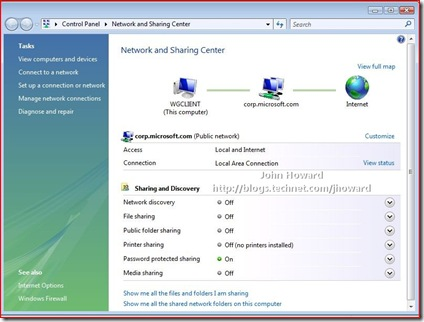 Control Panel ▸ Network and Sharing Center
Search
Tasks
View computers and devices
Connect to a network
Set up a connection or network
Manage network connections
Diagnose and repair
Network and Sharing Center
View full map
WGCLIENT
(This computer)
corp.microsoft.com
Internet
corp.microsoft.com (Public network)
Customize
Access Local and Internet
Connection Local Area Connection View status
John Howard
http://blogs.technet.com/jhoward
Sharing and Discovery
Network discovery Off
File sharing Off
Public folder sharing Off
Printer sharing Off (no printers installed)
Password protected sharing On
Media sharing Off
See also
Internet Options
Windows Firewall
Show me all the files and folders I am sharing
Show me all the shared network folders on this computer